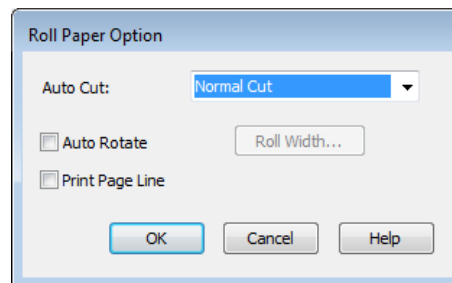 Roll Paper Option
Auto Cut: Normal Cut
Auto Rotate Roll Width...
Print Page Line
OK Cancel Help